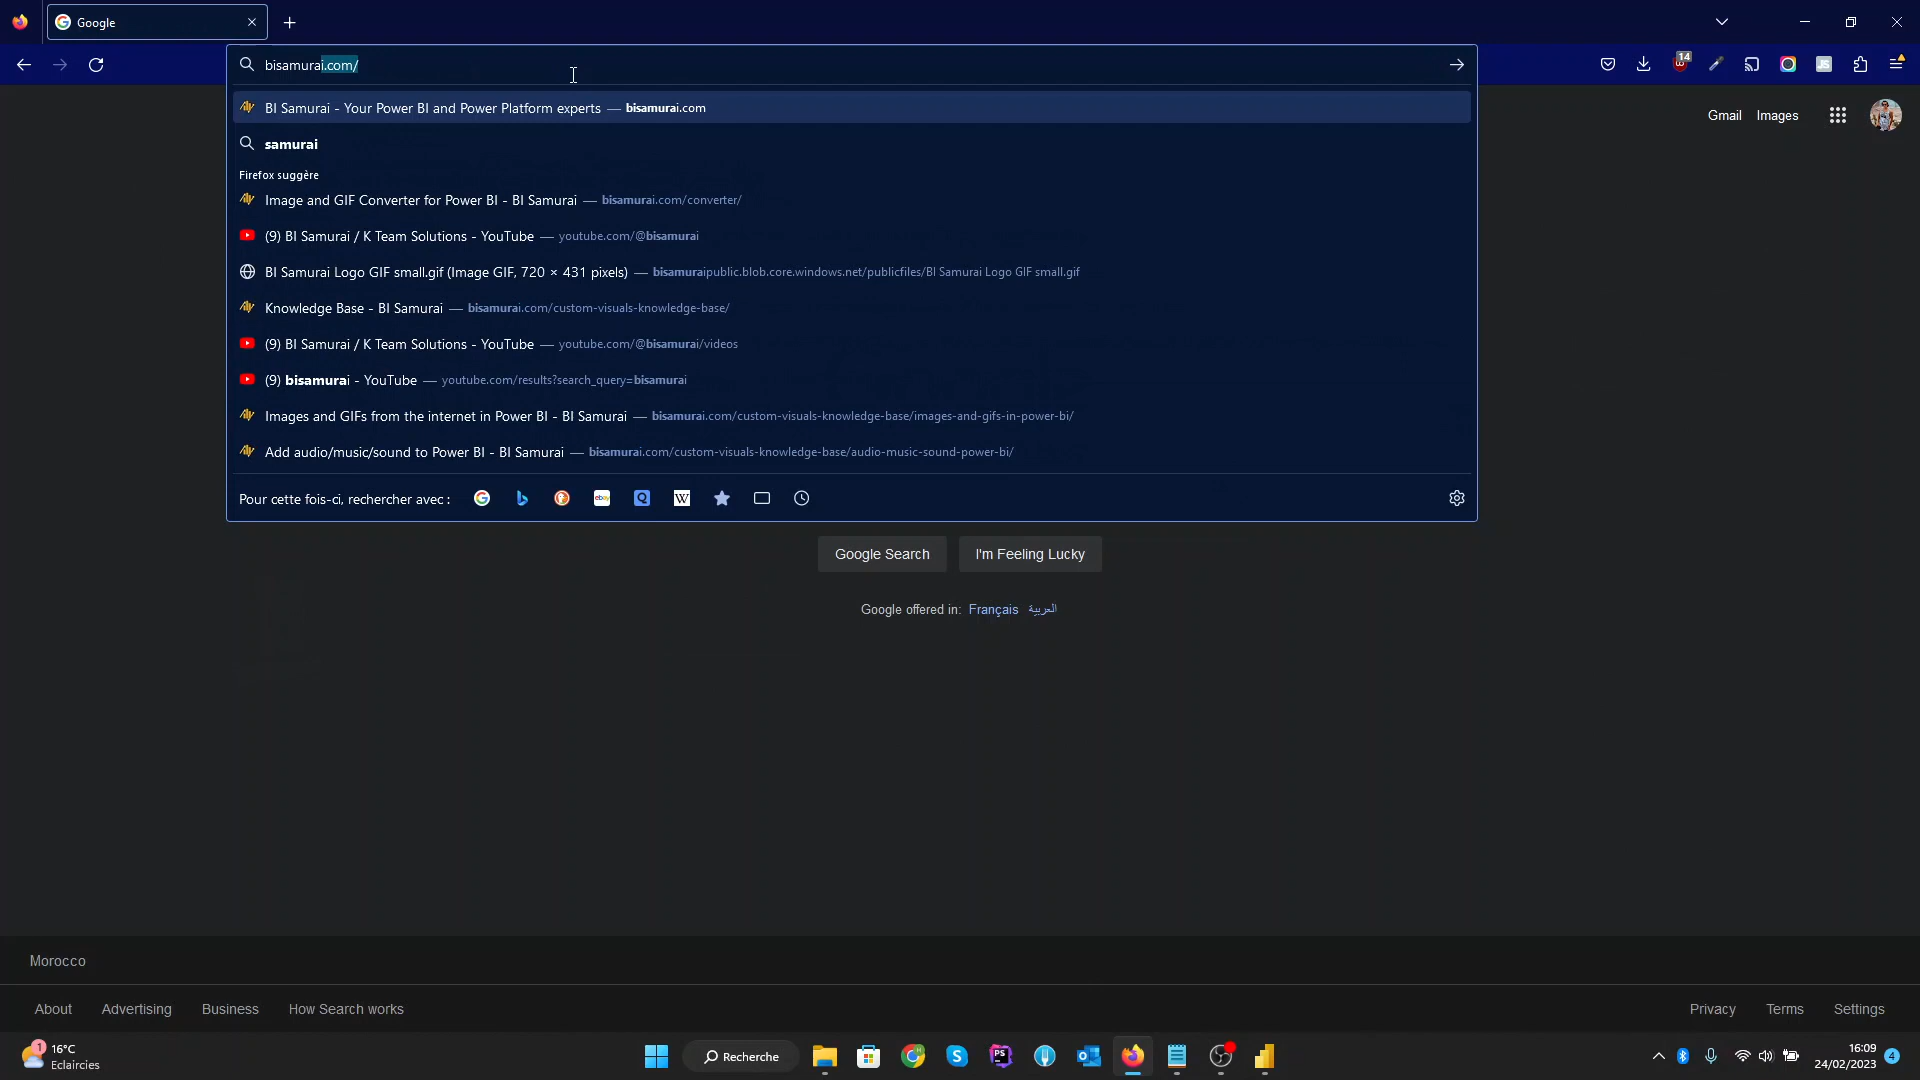 Google
14
bisamurai.com/
BI Samurai - Your Power BI and Power Platform experts — bisamurai.com
samurai
Firefox suggère
Image and GIF Converter for Power BI - BI Samurai — bisamurai.com/converter/
(9) BI Samurai / K Team Solutions - YouTube — youtube.com/@bisamurai
BI Samurai Logo GIF small.gif (Image GIF, 720 × 431 pixels) — bisamuraipublic.blob.core.windows.net/publicfiles/BI Samurai Logo GIF small.gif
Knowledge Base - BI Samurai — bisamurai.com/custom-visuals-knowledge-base/
(9) BI Samurai / K Team Solutions - YouTube — youtube.com/@bisamurai/videos
(9) bisamurai - YouTube — youtube.com/results?search_query=bisamurai
Images and GIFs from the internet in Power BI - BI Samurai — bisamurai.com/custom-visuals-knowledge-base/images-and-gifs-in-power-bi/
Add audio/music/sound to Power BI - BI Samurai — bisamurai.com/custom-visuals-knowledge-base/audio-music-sound-power-bi/
Pour cette fois-ci, rechercher avec : ebay W
Gmail Images
Google Search I'm Feeling Lucky
Google offered in: Français العربية
Morocco
About Advertising Business How Search works Privacy Terms Settings
1 16°C
Eclaircies
Recherche
PS
16:09
24/02/2023 4